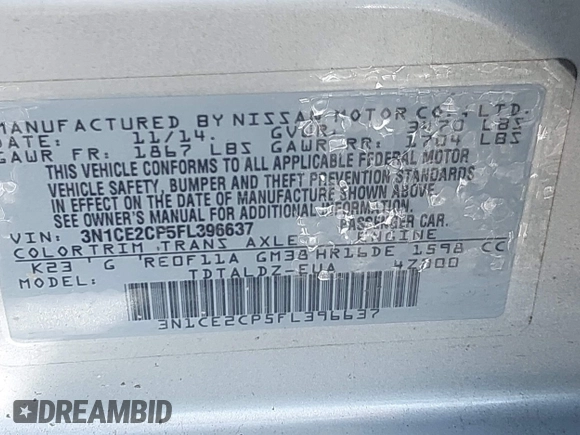 MANUFACTURED BY NISSAN MOTOR CO., LTD.
DATE: 11/14. GVWR: 3470 LBS
GAWR FR: 1867 LBS GAWR RR: 1704 LBS
THIS VEHICLE CONFORMS TO ALL APPLICABLE FEDERAL MOTOR
VEHICLE SAFETY, BUMPER AND THEFT PREVENTION STANDARDS
IN EFFECT ON THE DATE OF MANUFACTURE SHOWN ABOVE.
SEE OWNER'S MANUAL FOR ADDITIONAL INFORMATION.
VIN: 3N1CE2CP5FL396637 PASSENGER CAR.
COLOR TRIM TRANS AXLE ENGINE
K23 G RE0F11A GM38 HR16DE 1598 CC
MODEL: TDTALDZ-EUA
3N1CE2CP5FL396637
DREAMBID